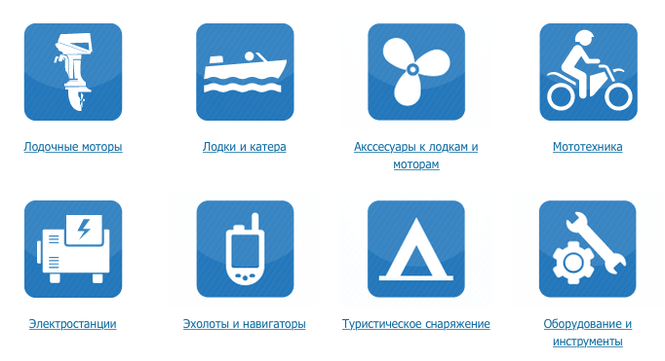 Лодочные моторы
Лодки и катера
Акссесуары к лодкам и
моторам
Мототехника
Электростанции
Эхолоты и навигаторы
Туристическое снаряжение
Оборудование и
инструменты